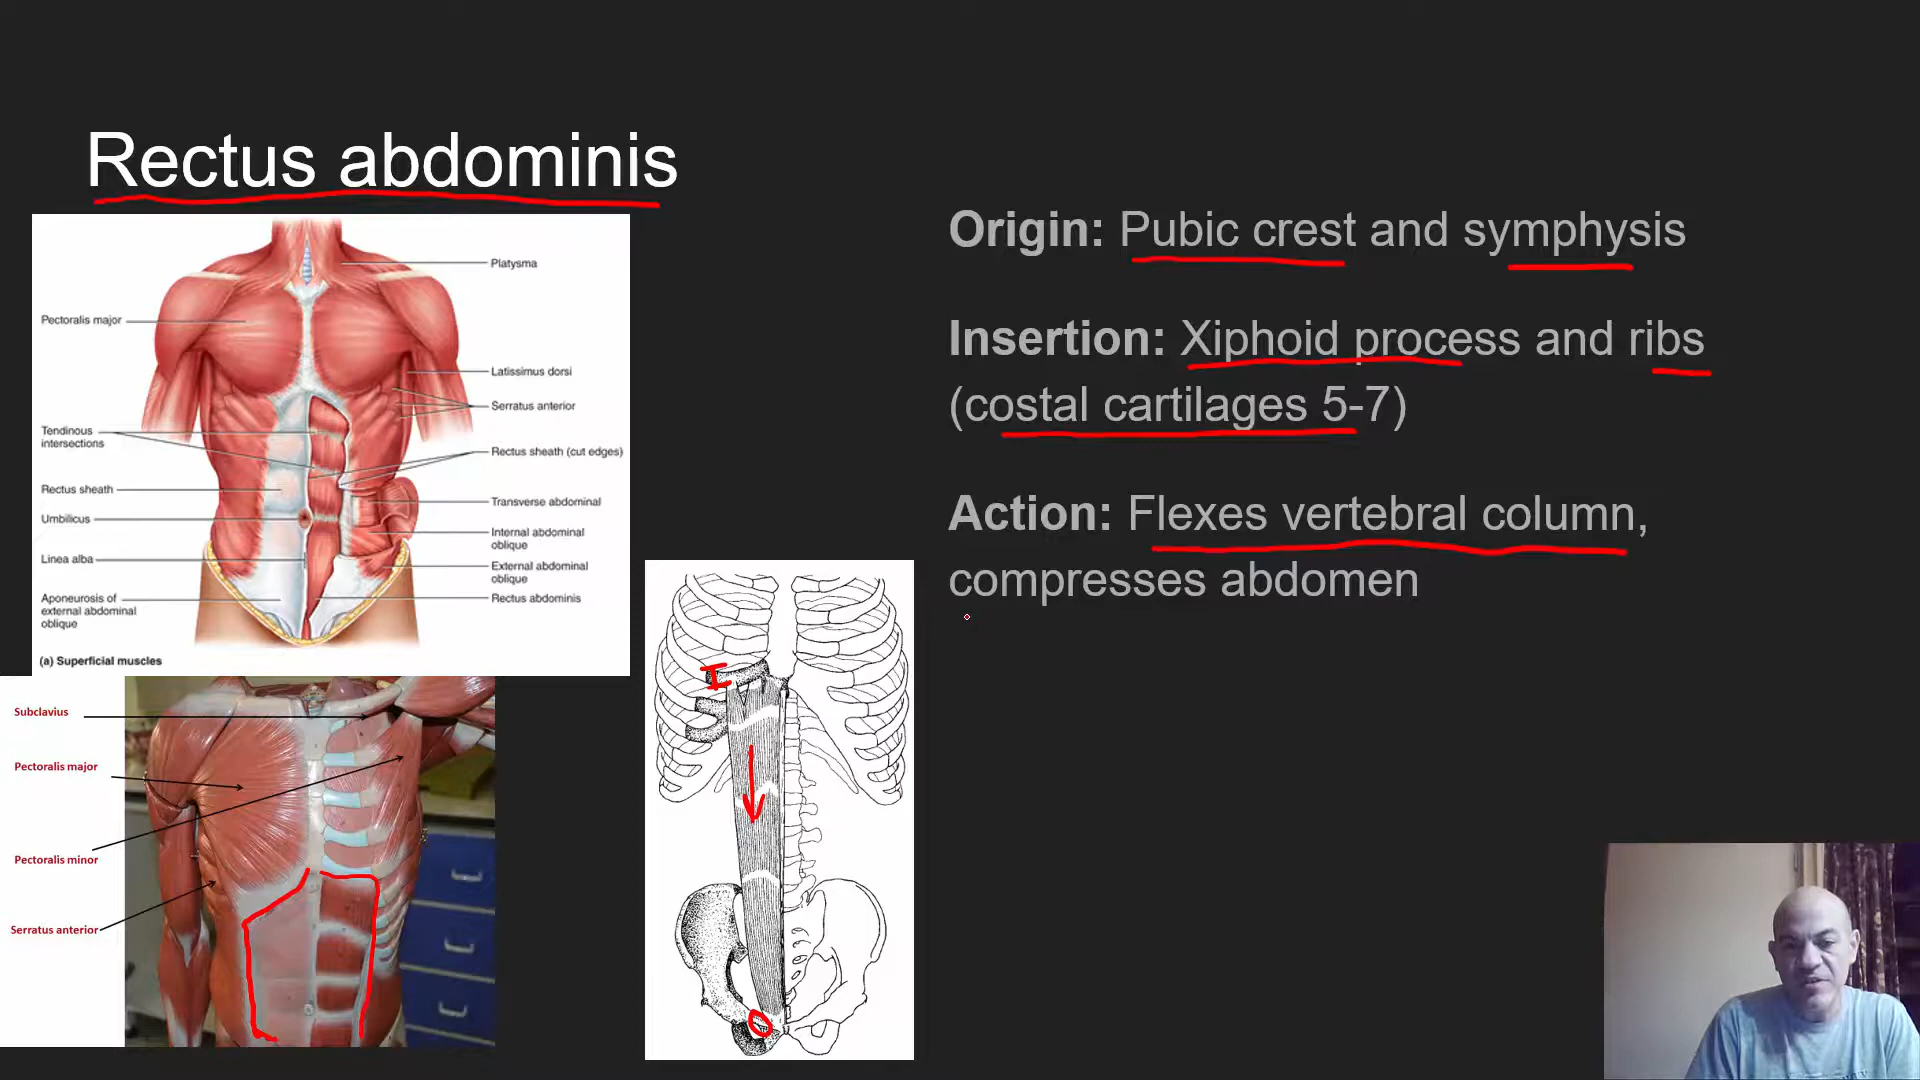 Rectus abdominis
Platysma
Pectoralis major
Latissimus dorsi
Serratus anterior
Tendinous
intersections
Rectus sheath (cut edges)
Rectus sheath
Transverse abdominal
Umbilicus
Internal abdominal
oblique
Linea alba
External abdominal
oblique
Aponeurosis of
external abdominal
oblique
Rectus abdominis
(a) Superficial muscles
Subclavius
Pectoralis major
Pectoralis minor
Serratus anterior
I
O
Origin: Pubic crest and symphysis
Insertion: Xiphoid process and ribs
(costal cartilages 5-7)
Action: Flexes vertebral column,
compresses abdomen